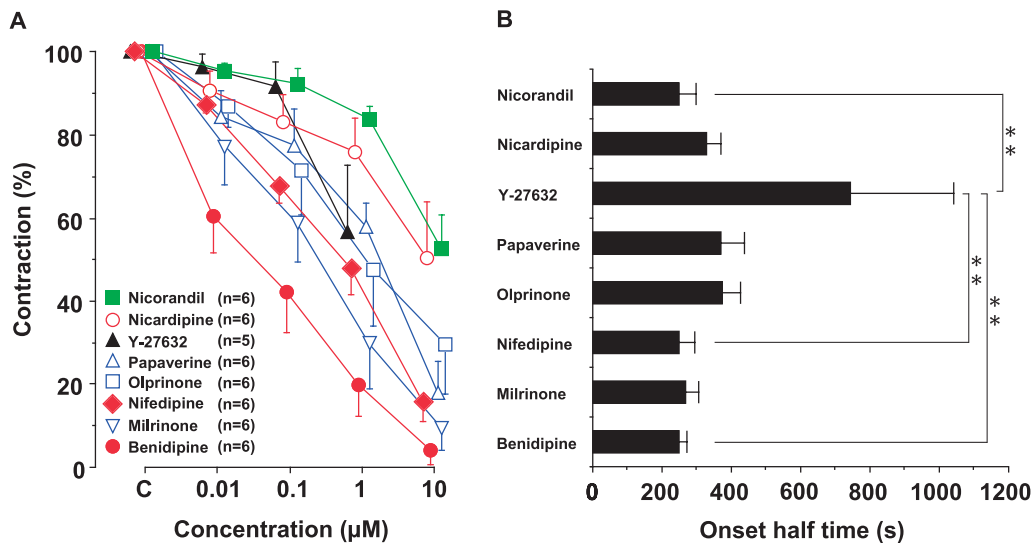 A
Contraction (%)
100
80
60
40
20
0
Nicorandil (n=6)
Nicardipine (n=6)
Y-27632 (n=5)
Papaverine (n=6)
Olprinone (n=6)
Nifedipine (n=6)
Milrinone (n=6)
Benidipine (n=6)
C 0.01 0.1 1 10
Concentration (µM)
B
Nicorandil
Nicardipine
Y-27632
Papaverine
Olprinone
Nifedipine
Milrinone
Benidipine
**
**
**
0 200 400 600 800 1000 1200
Onset half time (s)